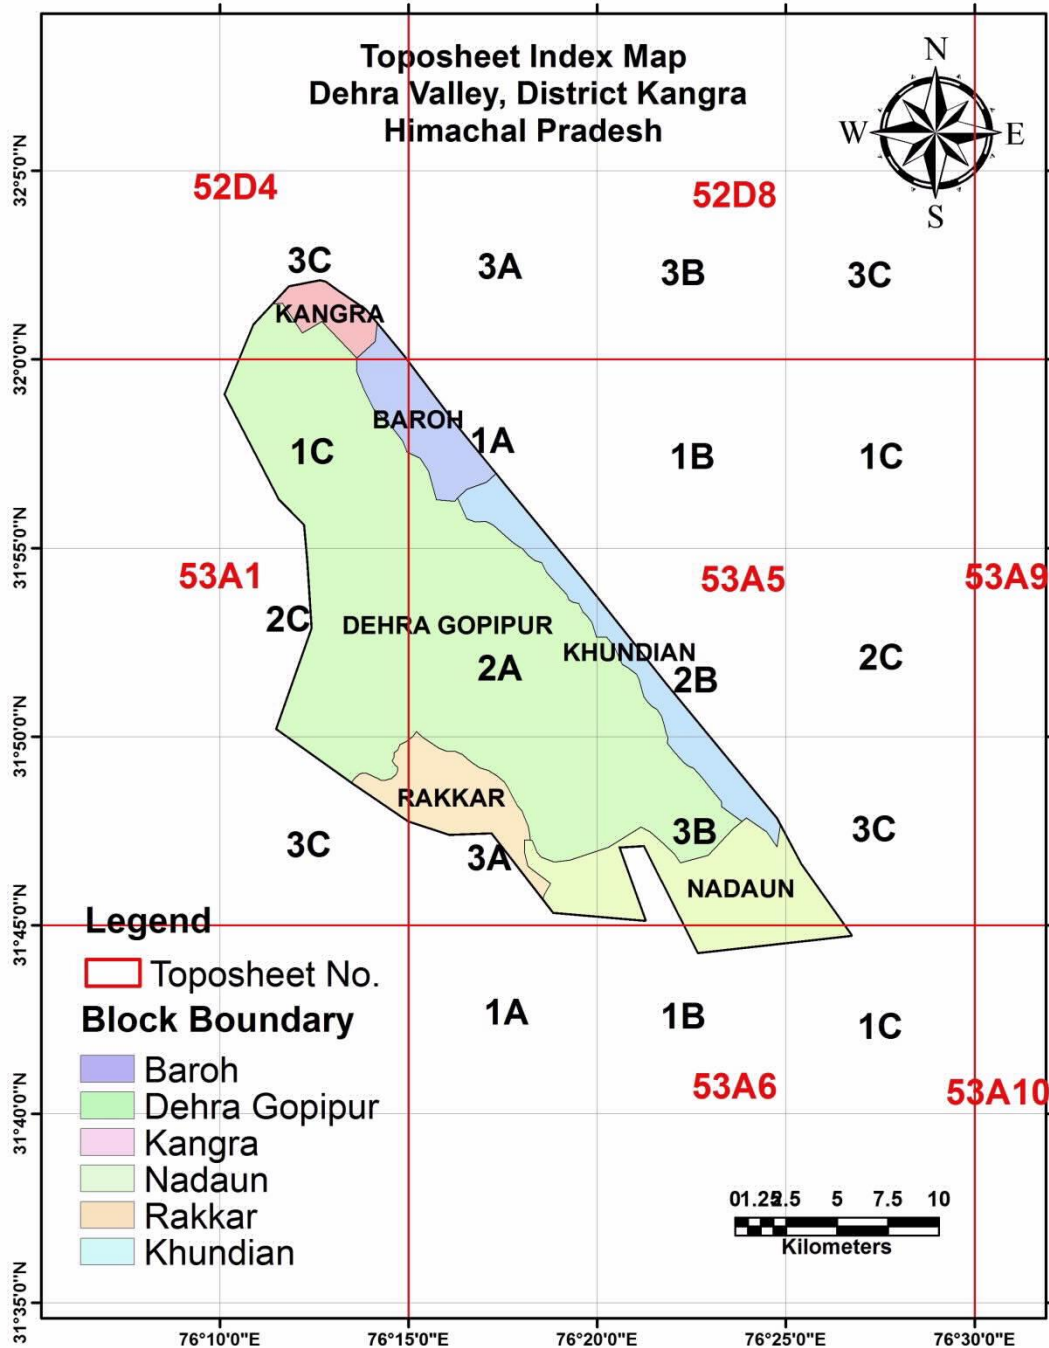 Toposheet Index Map
Dehra Valley, District Kangra
Himachal Pradesh
N
W
E
S
32°5'0"N
52D4
52D8
3C
3A
3B
3C
KANGRA
32°0'0"N
BAROH
1A
1C
1B
1C
31°55'0"N
53A1
53A5
53A9
2C
DEHRA GOPIPUR
KHUNDIAN
2A
2B
2C
31°50'0"N
RAKKAR
3C
3A
3B
3C
NADAUN
31°45'0"N
Legend
Toposheet No.
Block Boundary
Baroh
Dehra Gopipur
Kangra
Nadaun
Rakkar
Khundian
1A
1B
1C
53A6
53A10
31°40'0"N
0 1.25 2.5 5 7.5 10
Kilometers
31°35'0"N
76°10'0"E
76°15'0"E
76°20'0"E
76°25'0"E
76°30'0"E